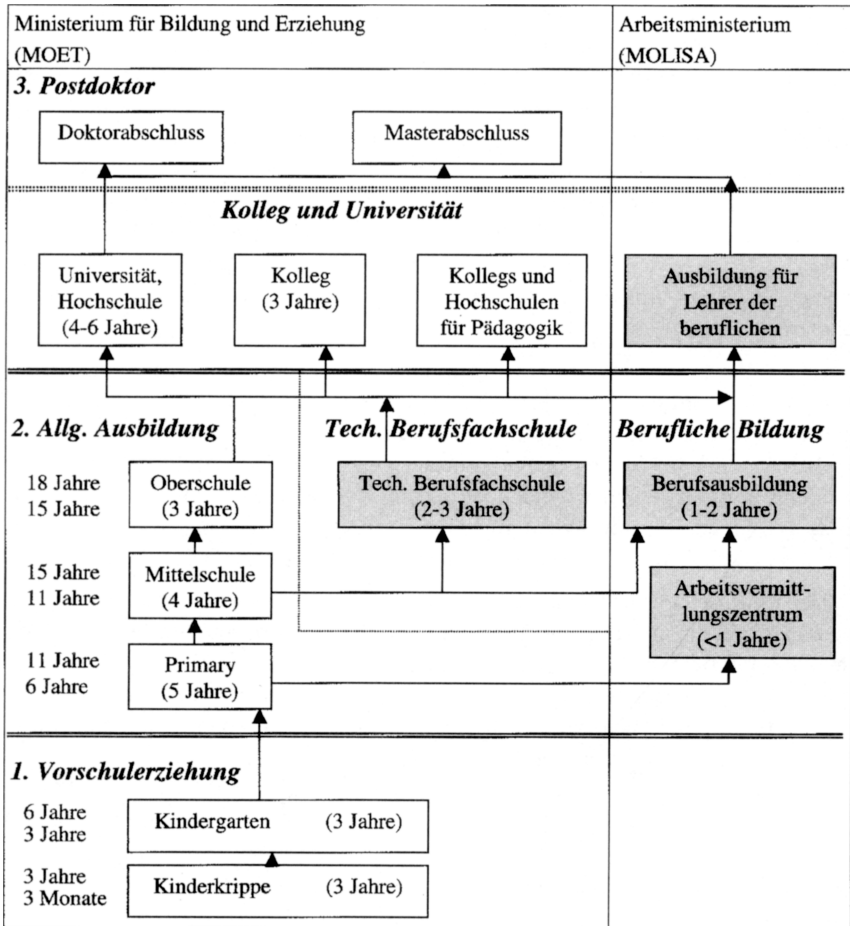 Ministerium für Bildung und Erziehung
(MOET)
Arbeitsministerium
(MOLISA)
3. Postdoktor
Doktorabschluss
Masterabschluss
Kolleg und Universität
Universität,
Hochschule
(4-6 Jahre)
Kolleg
(3 Jahre)
Kollegs und
Hochschulen
für Pädagogik
Ausbildung für
Lehrer der
beruflichen
2. Allg. Ausbildung
Tech. Berufsfachschule
Berufliche Bildung
18 Jahre
15 Jahre
Oberschule
(3 Jahre)
Tech. Berufsfachschule
(2-3 Jahre)
Berufsausbildung
(1-2 Jahre)
15 Jahre
11 Jahre
Mittelschule
(4 Jahre)
Arbeitsvermitt-
lungszentrum
(<1 Jahre)
11 Jahre
6 Jahre
Primary
(5 Jahre)
1. Vorschulerziehung
6 Jahre
3 Jahre
Kindergarten (3 Jahre)
3 Jahre
3 Monate
Kinderkrippe (3 Jahre)